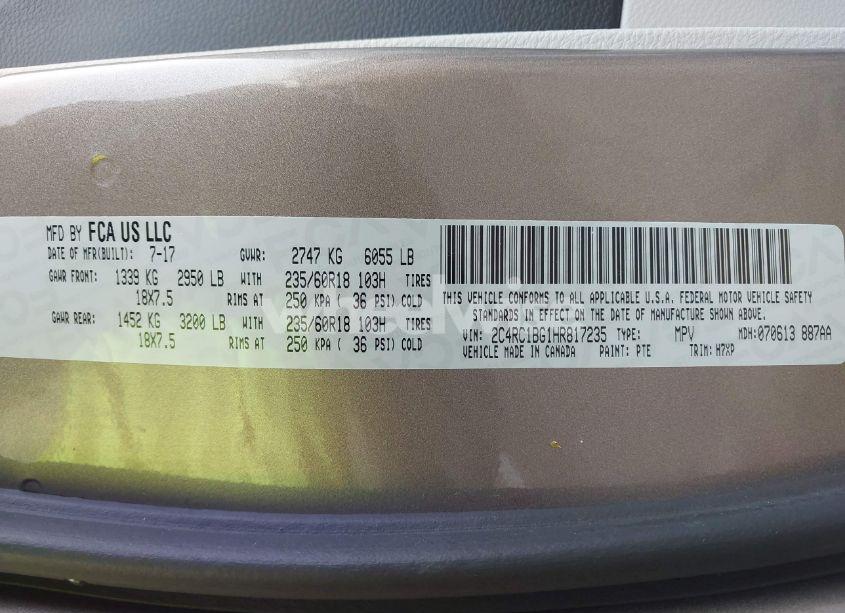 MFD BY FCA US LLC
DATE OF MFR(BUILT): 7-17 GVWR: 2747 KG 6055 LB
GAWR FRONT: 1339 KG 2950 LB WITH 235/60R18 103H TIRES
18X7.5 RIMS AT 250 KPA ( 36 PSI) COLD
GAWR REAR: 1452 KG 3200 LB WITH 235/60R18 103H TIRES
18X7.5 RIMS AT 250 KPA ( 36 PSI) COLD
THIS VEHICLE CONFORMS TO ALL APPLICABLE U.S.A. FEDERAL MOTOR VEHICLE SAFETY
STANDARDS IN EFFECT ON THE DATE OF MANUFACTURE SHOWN ABOVE.
VIN: 2C4RC1BG1HR817235 TYPE: MPV MDH:070613 887AA
VEHICLE MADE IN CANADA PAINT: PTE TRIM: H7XP